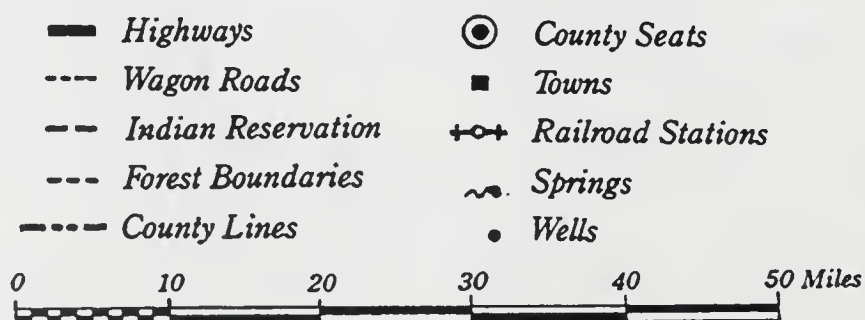 Highways
Wagon Roads
Indian Reservation
Forest Boundaries
County Lines
County Seats
Towns
Railroad Stations
Springs
Wells
0 10 20 30 40 50 Miles